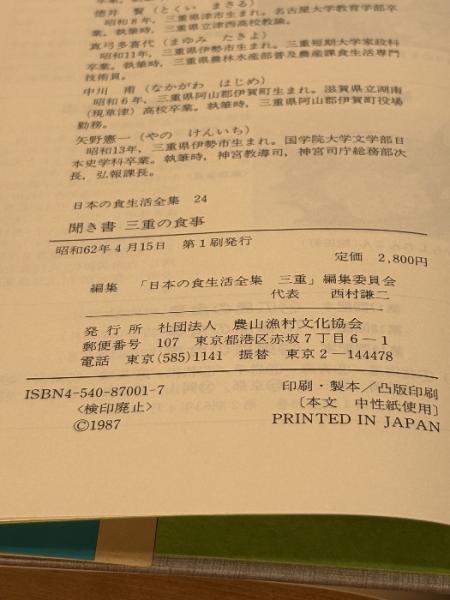 徳井 賢(とくい まさる)
昭和8年,三重県津市生まれ。名古屋大学教育学部卒
業。執筆時,三重県立津西高校教諭。
真弓多喜代(まゆみ たきよ)
昭和11年,三重県伊勢市生まれ。三重短期大学家政科
卒業。執筆時,三重県農林水産部普及農産課食生活専門
技術員。
中川 甫(なかがわ はじめ)
昭和6年,三重県阿山郡伊賀町生まれ。滋賀県立湖南
(現草津)高校卒業。執筆時,三重県阿山郡伊賀町役場
勤務。
矢野憲一(やの けんいち)
昭和13年,三重県伊勢市生まれ。国学院大学文学部日
本史学科卒業。執筆時,神宮教導司,神宮司庁総務部次
長,弘報課長。
日本の食生活全集 24
聞き書 三重の食事
昭和62年4月15日 第1刷発行
定価 2,800円
編集 「日本の食生活全集 三重」編集委員会
代表 西村謙二
発行所 社団法人 農山漁村文化協会
郵便番号 107 東京都港区赤坂7丁目6-1
電話 東京(585)1141 振替 東京2-144478
ISBN4-540-87001-7
印刷・製本/凸版印刷
<検印廃止>
〔本文 中性紙使用〕
©1987
PRINTED IN JAPAN